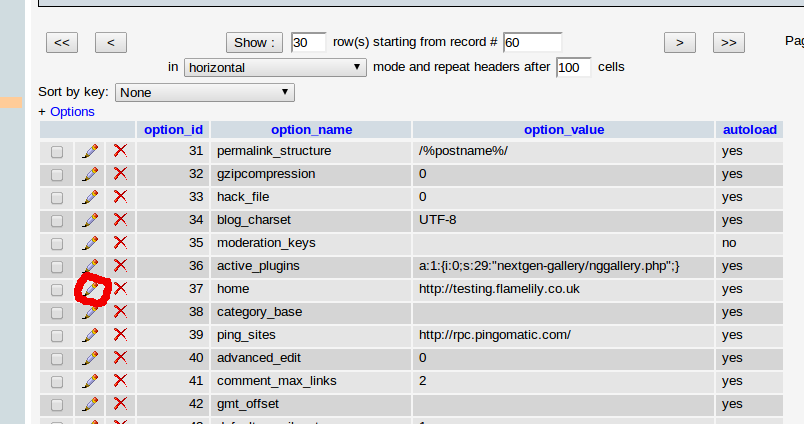 << < Show : 30 row(s) starting from record # 60 > >> Pag
in horizontal mode and repeat headers after 100 cells
Sort by key: None
+ Options
option_id option_name option_value autoload
31 permalink_structure /%postname%/ yes
32 gzipcompression 0 yes
33 hack_file 0 yes
34 blog_charset UTF-8 yes
35 moderation_keys no
36 active_plugins a:1:{i:0;s:29:"nextgen-gallery/nggallery.php";} yes
37 home http://testing.flamelily.co.uk yes
38 category_base yes
39 ping_sites http://rpc.pingomatic.com/ yes
40 advanced_edit 0 yes
41 comment_max_links 2 yes
42 gmt_offset yes